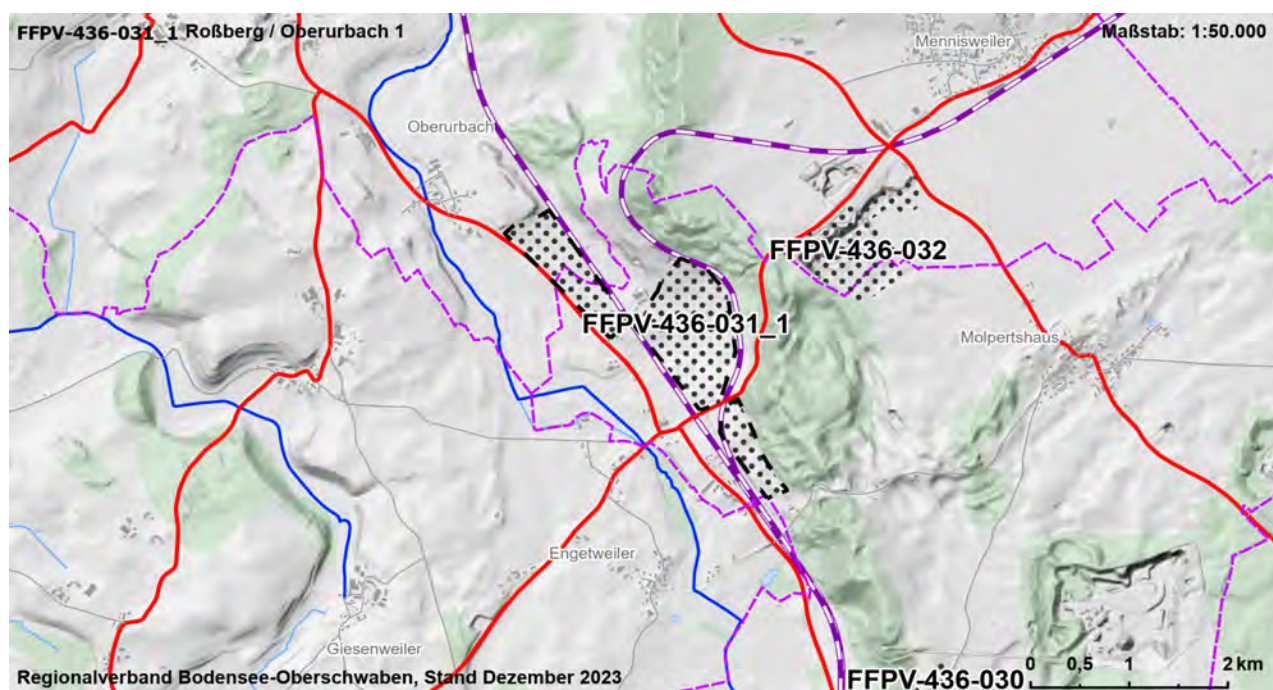 FFPV-436-031_1 Roßberg / Oberurbach 1
Maßstab: 1:50.000
Mennisweiler
Oberurbach
FFPV-436-032
FFPV-436-031_1
Molpertshaus
Engetweiler
Giesenweiler
Regionalverband Bodensee-Oberschwaben, Stand Dezember 2023
FFPV-436-030
0 0,5 1 2 km